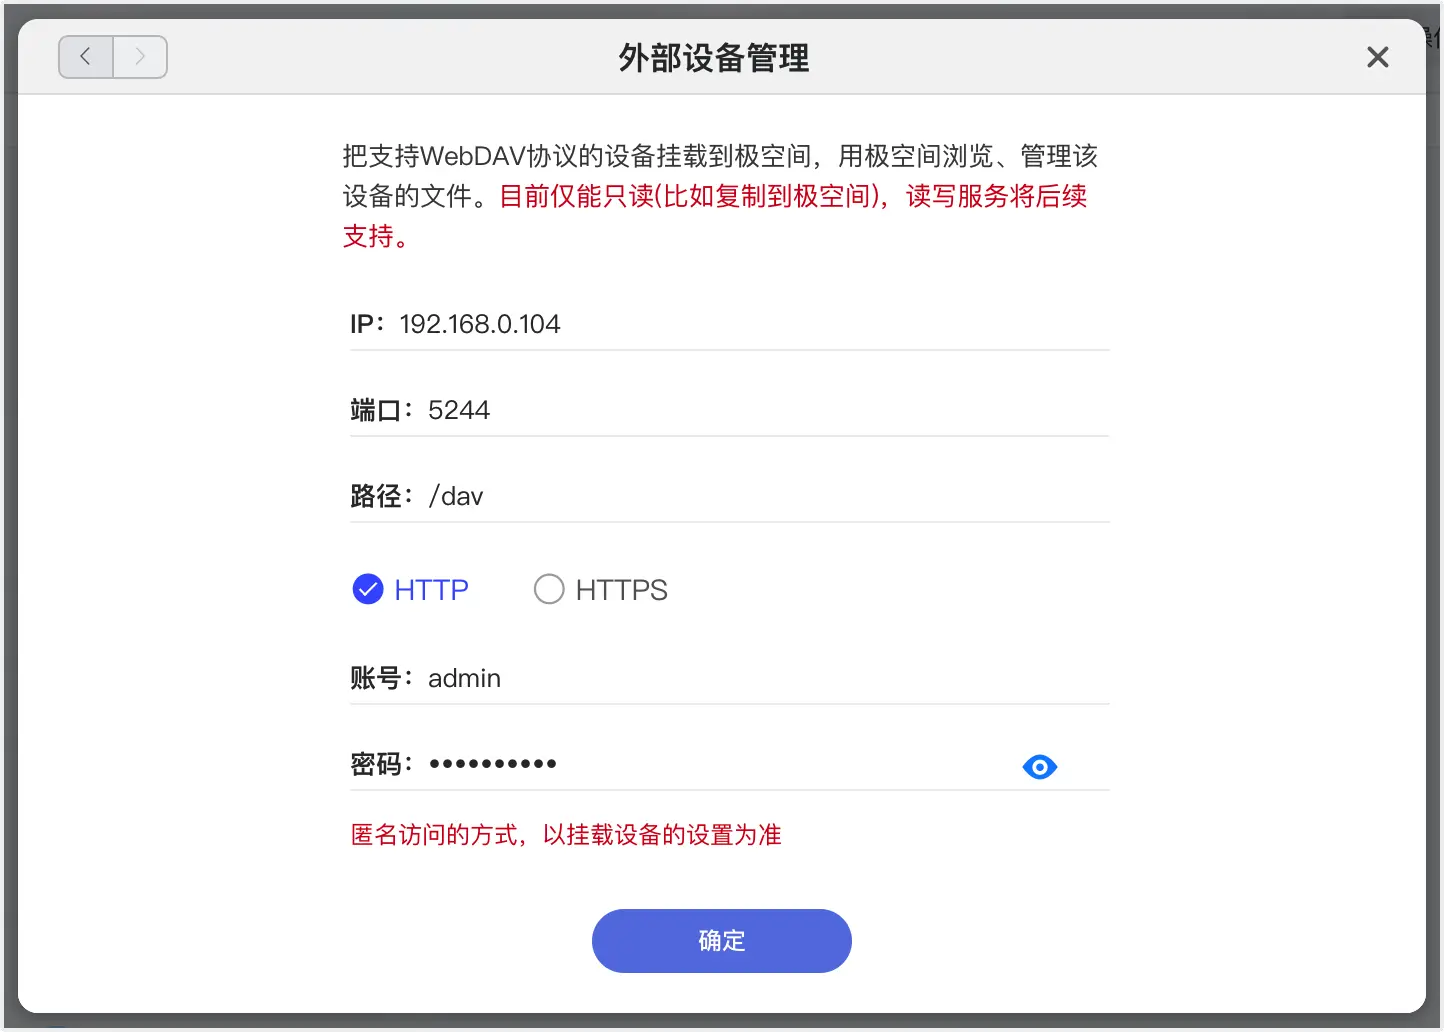 外部设备管理
把支持WebDAV协议的设备挂载到极空间，用极空间浏览、管理该
设备的文件。目前仅能只读(比如复制到极空间)，读写服务将后续
支持。
IP：192.168.0.104
端口：5244
路径：/dav
HTTP HTTPS
账号：admin
密码：••••••••••
匿名访问的方式，以挂载设备的设置为准
确定